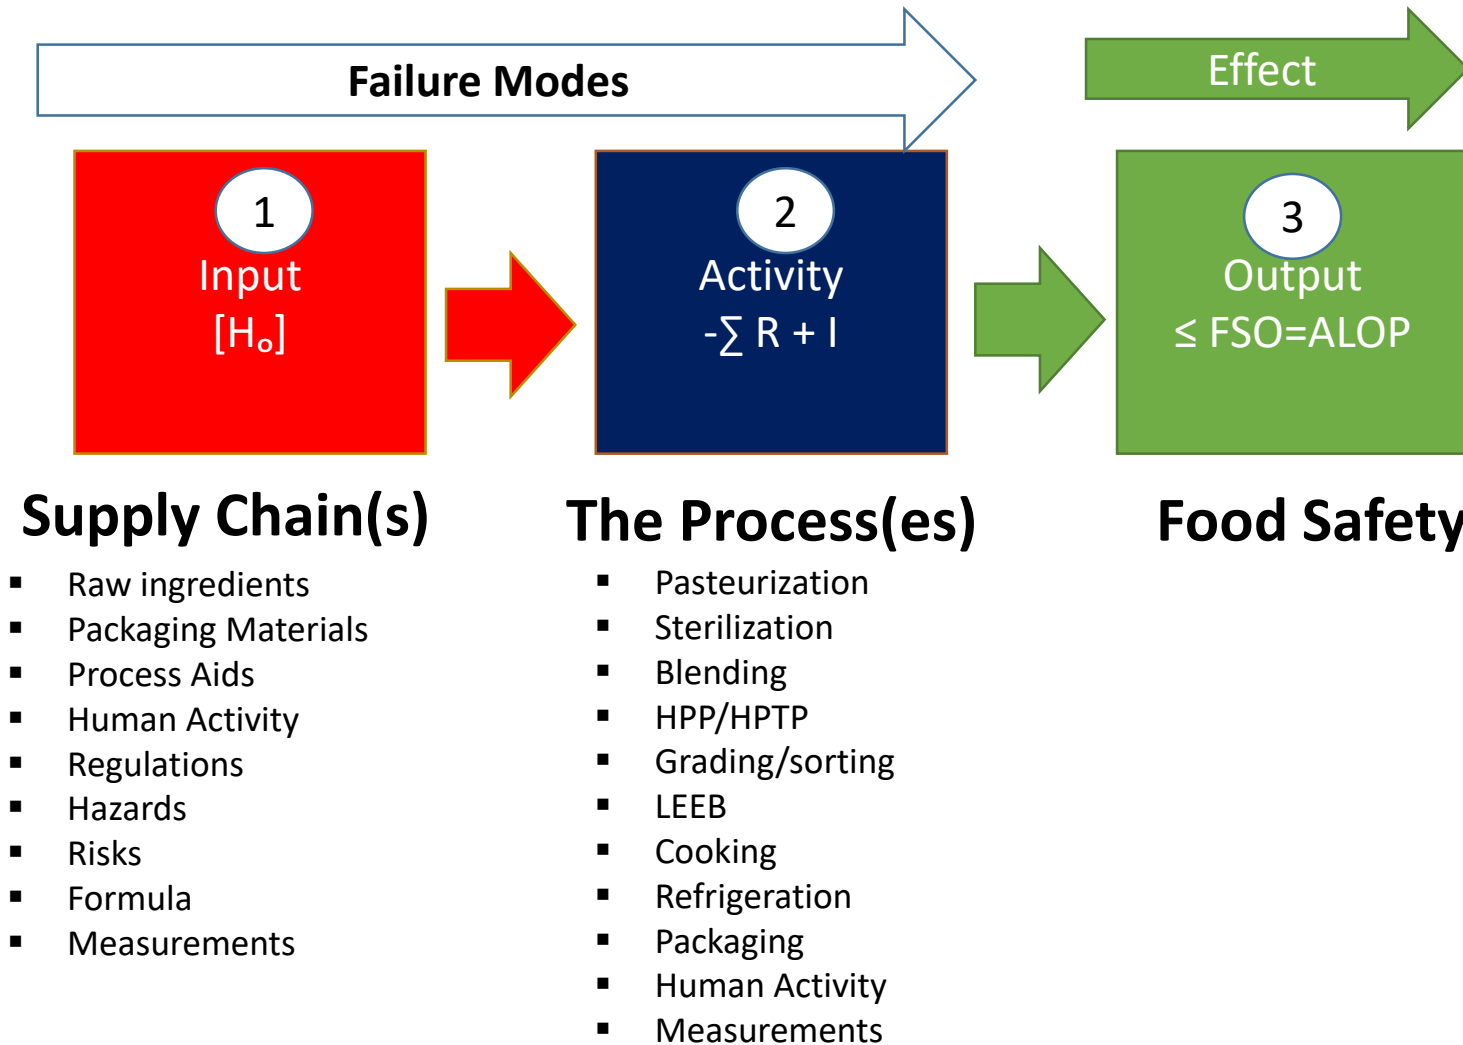 Failure Modes
Effect
1
Input
[Hₒ]
2
Activity
-∑ R + I
3
Output
≤ FSO=ALOP
Supply Chain(s)
▪ Raw ingredients
▪ Packaging Materials
▪ Process Aids
▪ Human Activity
▪ Regulations
▪ Hazards
▪ Risks
▪ Formula
▪ Measurements
The Process(es)
▪ Pasteurization
▪ Sterilization
▪ Blending
▪ HPP/HPTP
▪ Grading/sorting
▪ LEEB
▪ Cooking
▪ Refrigeration
▪ Packaging
▪ Human Activity
▪ Measurements
Food Safety